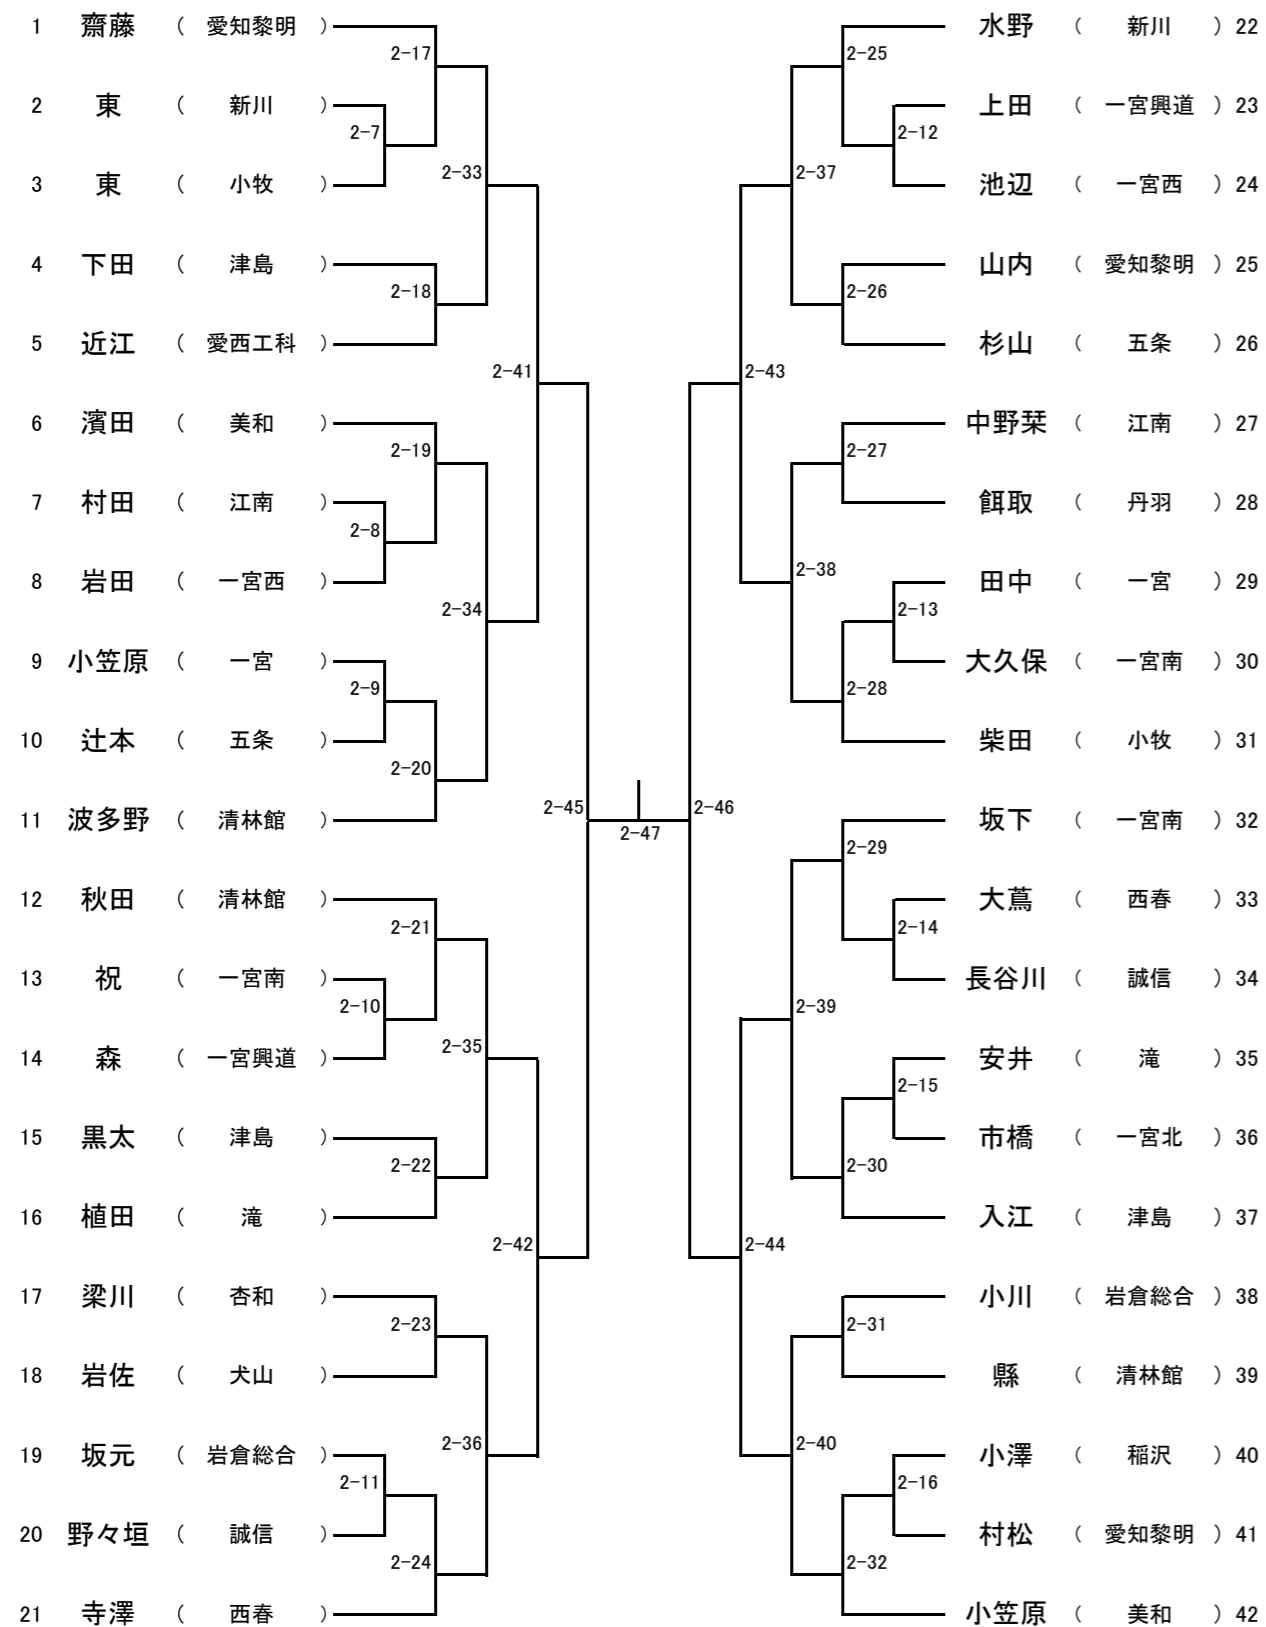 1 齋藤 ( 愛知黎明 ) 水野 ( 新川 ) 22
2-17 2-25
2 東 ( 新川 ) 上田 ( 一宮興道 ) 23
2-7 2-12
2-33 2-37
3 東 ( 小牧 ) 池辺 ( 一宮西 ) 24
4 下田 ( 津島 ) 山内 ( 愛知黎明 ) 25
2-18 2-26
5 近江 ( 愛西工科 ) 杉山 ( 五条 ) 26
2-41 2-43
6 濱田 ( 美和 ) 中野栞 ( 江南 ) 27
2-19 2-27
7 村田 ( 江南 ) 餌取 ( 丹羽 ) 28
2-8
2-38
8 岩田 ( 一宮西 ) 田中 ( 一宮 ) 29
2-34 2-13
9 小笠原 ( 一宮 ) 大久保 ( 一宮南 ) 30
2-9 2-28
10 辻本 ( 五条 ) 柴田 ( 小牧 ) 31
2-20
2-45 2-46
11 波多野 ( 清林館 ) 坂下 ( 一宮南 ) 32
2-47
2-29
12 秋田 ( 清林館 ) 大蔦 ( 西春 ) 33
2-21 2-14
13 祝 ( 一宮南 ) 長谷川 ( 誠信 ) 34
2-10 2-39
2-35
14 森 ( 一宮興道 ) 安井 ( 滝 ) 35
2-15
15 黒太 ( 津島 ) 市橋 ( 一宮北 ) 36
2-22 2-30
16 植田 ( 滝 ) 入江 ( 津島 ) 37
2-42 2-44
17 梁川 ( 杏和 ) 小川 ( 岩倉総合 ) 38
2-23 2-31
18 岩佐 ( 犬山 ) 縣 ( 清林館 ) 39
2-36 2-40
19 坂元 ( 岩倉総合 ) 小澤 ( 稲沢 ) 40
2-11 2-16
20 野々垣 ( 誠信 ) 村松 ( 愛知黎明 ) 41
2-24 2-32
21 寺澤 ( 西春 ) 小笠原 ( 美和 ) 42